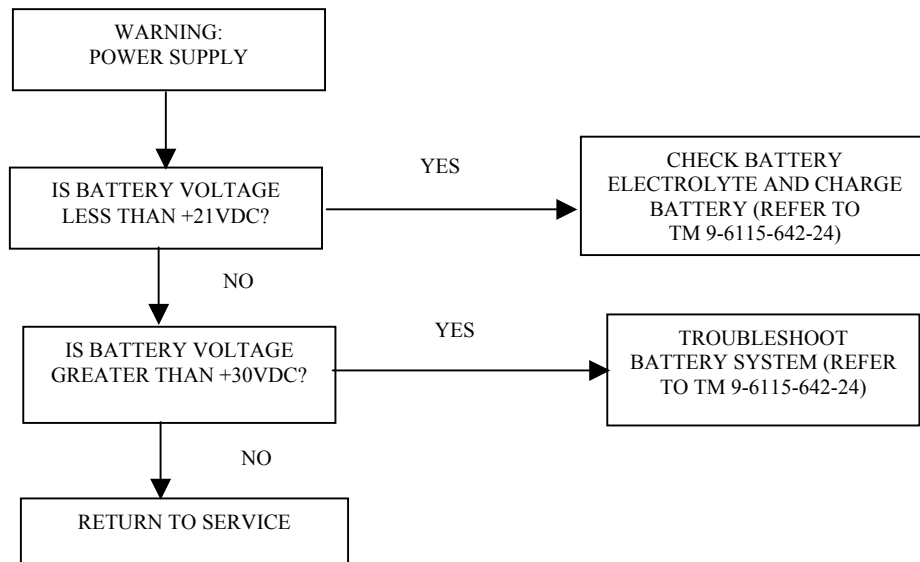 WARNING:
POWER SUPPLY
YES
IS BATTERY VOLTAGE
LESS THAN +21VDC?
CHECK BATTERY
ELECTROLYTE AND CHARGE
BATTERY (REFER TO
TM 9-6115-642-24)
NO
YES
IS BATTERY VOLTAGE
GREATER THAN +30VDC?
TROUBLESHOOT
BATTERY SYSTEM (REFER
TO TM 9-6115-642-24)
NO
RETURN TO SERVICE